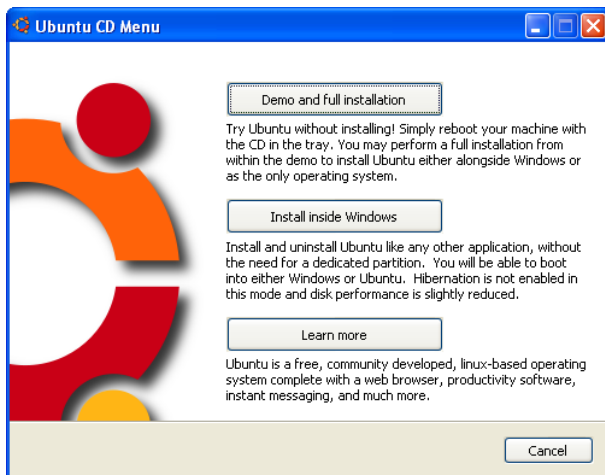 Ubuntu CD Menu
Demo and full installation
Try Ubuntu without installing! Simply reboot your machine with
the CD in the tray. You may perform a full installation from
within the demo to install Ubuntu either alongside Windows or
as the only operating system.
Install inside Windows
Install and uninstall Ubuntu like any other application, without
the need for a dedicated partition.  You will be able to boot
into either Windows or Ubuntu.  Hibernation is not enabled in
this mode and disk performance is slightly reduced.
Learn more
Ubuntu is a free, community developed, linux-based operating
system complete with a web browser, productivity software,
instant messaging, and much more.
Cancel